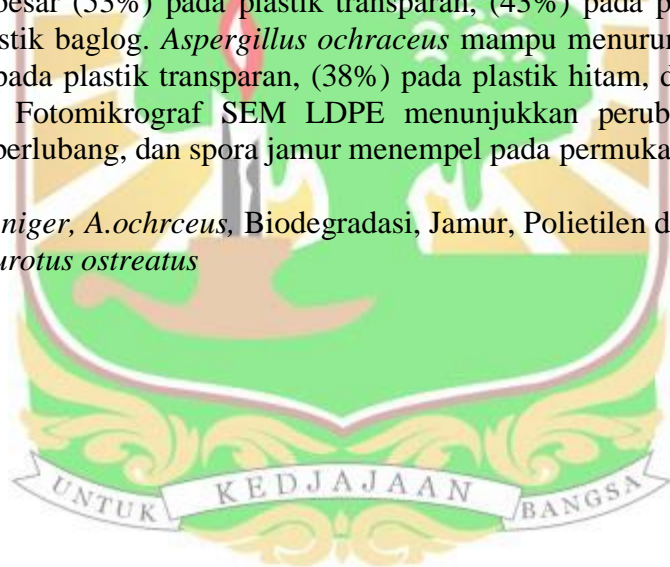 besar (53%) pada plastik transparan, (43%) pada p
stik baglog. Aspergillus ochraceus mampu menurun
pada plastik transparan, (38%) pada plastik hitam, d
Fotomikrograf SEM LDPE menunjukkan perub
berlubang, dan spora jamur menempel pada permuka
niger, A.ochrceus, Biodegradasi, Jamur, Polietilen d
urotus ostreatus
UNTUK KEDJAJAAN BANGSA